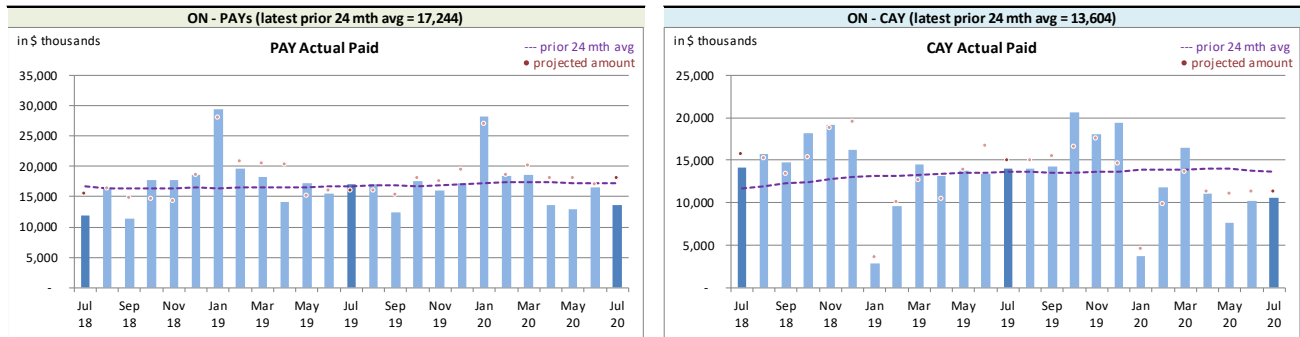 ON - PAYs (latest prior 24 mth avg = 17,244)
in $ thousands
PAY Actual Paid
--- prior 24 mth avg
• projected amount
35,000
30,000
25,000
20,000
15,000
10,000
5,000
-
Jul Sep Nov Jan Mar May Jul Sep Nov Jan Mar May Jul
18 18 18 19 19 19 19 19 19 20 20 20 20
ON - CAY (latest prior 24 mth avg = 13,604)
in $ thousands
CAY Actual Paid
--- prior 24 mth avg
• projected amount
25,000
20,000
15,000
10,000
5,000
-
Jul Sep Nov Jan Mar May Jul Sep Nov Jan Mar May Jul
18 18 18 19 19 19 19 19 19 20 20 20 20